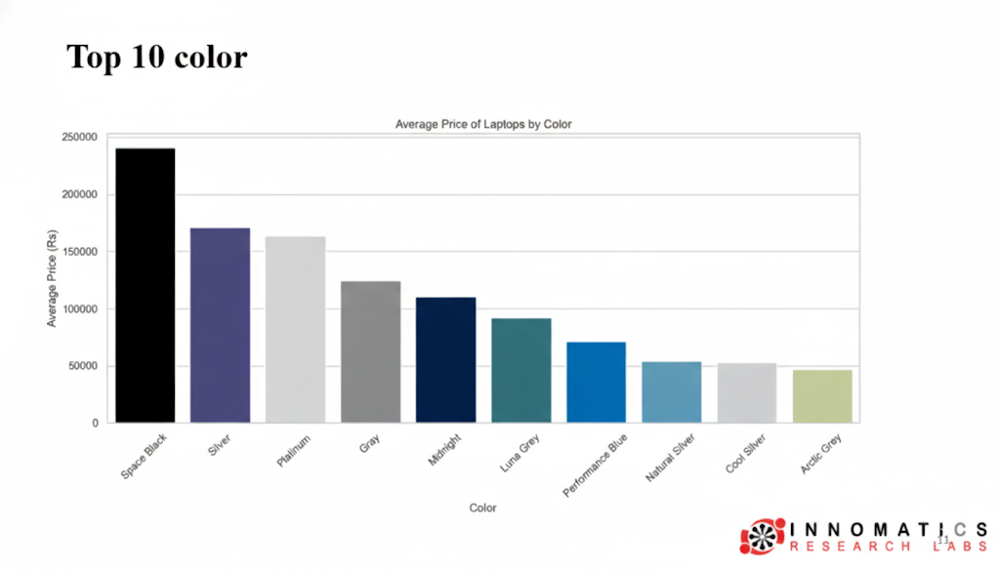 Top 10 color
Average Price of Laptops by Color
250000
200000
150000
100000
50000
0
Average Price (Rs)
Space Black
Silver
Platinum
Gray
Midnight
Luna Grey
Performance Blue
Natural Silver
Cool Silver
Arctic Grey
Color
INNOMATICS
RESEARCH LABS
11